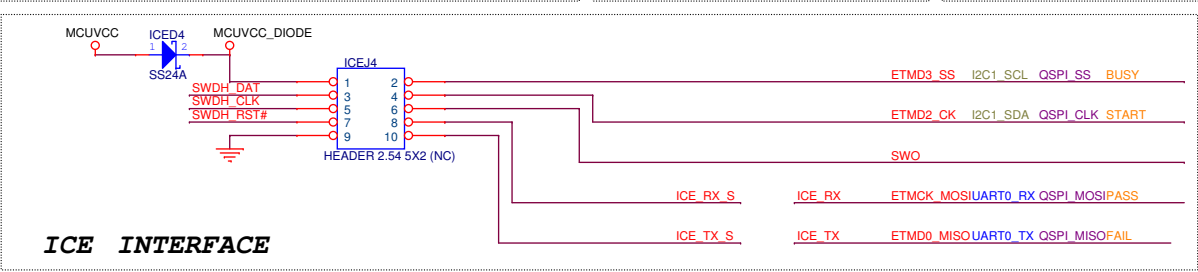 MCUVCC ICED4 MCUVCC_DIODE
1 2
SS24A
ICEJ4
1 2 ETMD3_SS I2C1_SCL QSPI_SS BUSY
SWDH_DAT 3 4
SWDH_CLK 5 6 ETMD2_CK I2C1_SDA QSPI_CLK START
SWDH_RST# 7 8
9 10
HEADER 2.54 5X2 (NC) SWO
ICE_RX_S ICE_RX ETMCK_MOSI UART0_RX QSPI_MOSI PASS
ICE_TX_S ICE_TX ETMD0_MISO UART0_TX QSPI_MISO FAIL
ICE INTERFACE